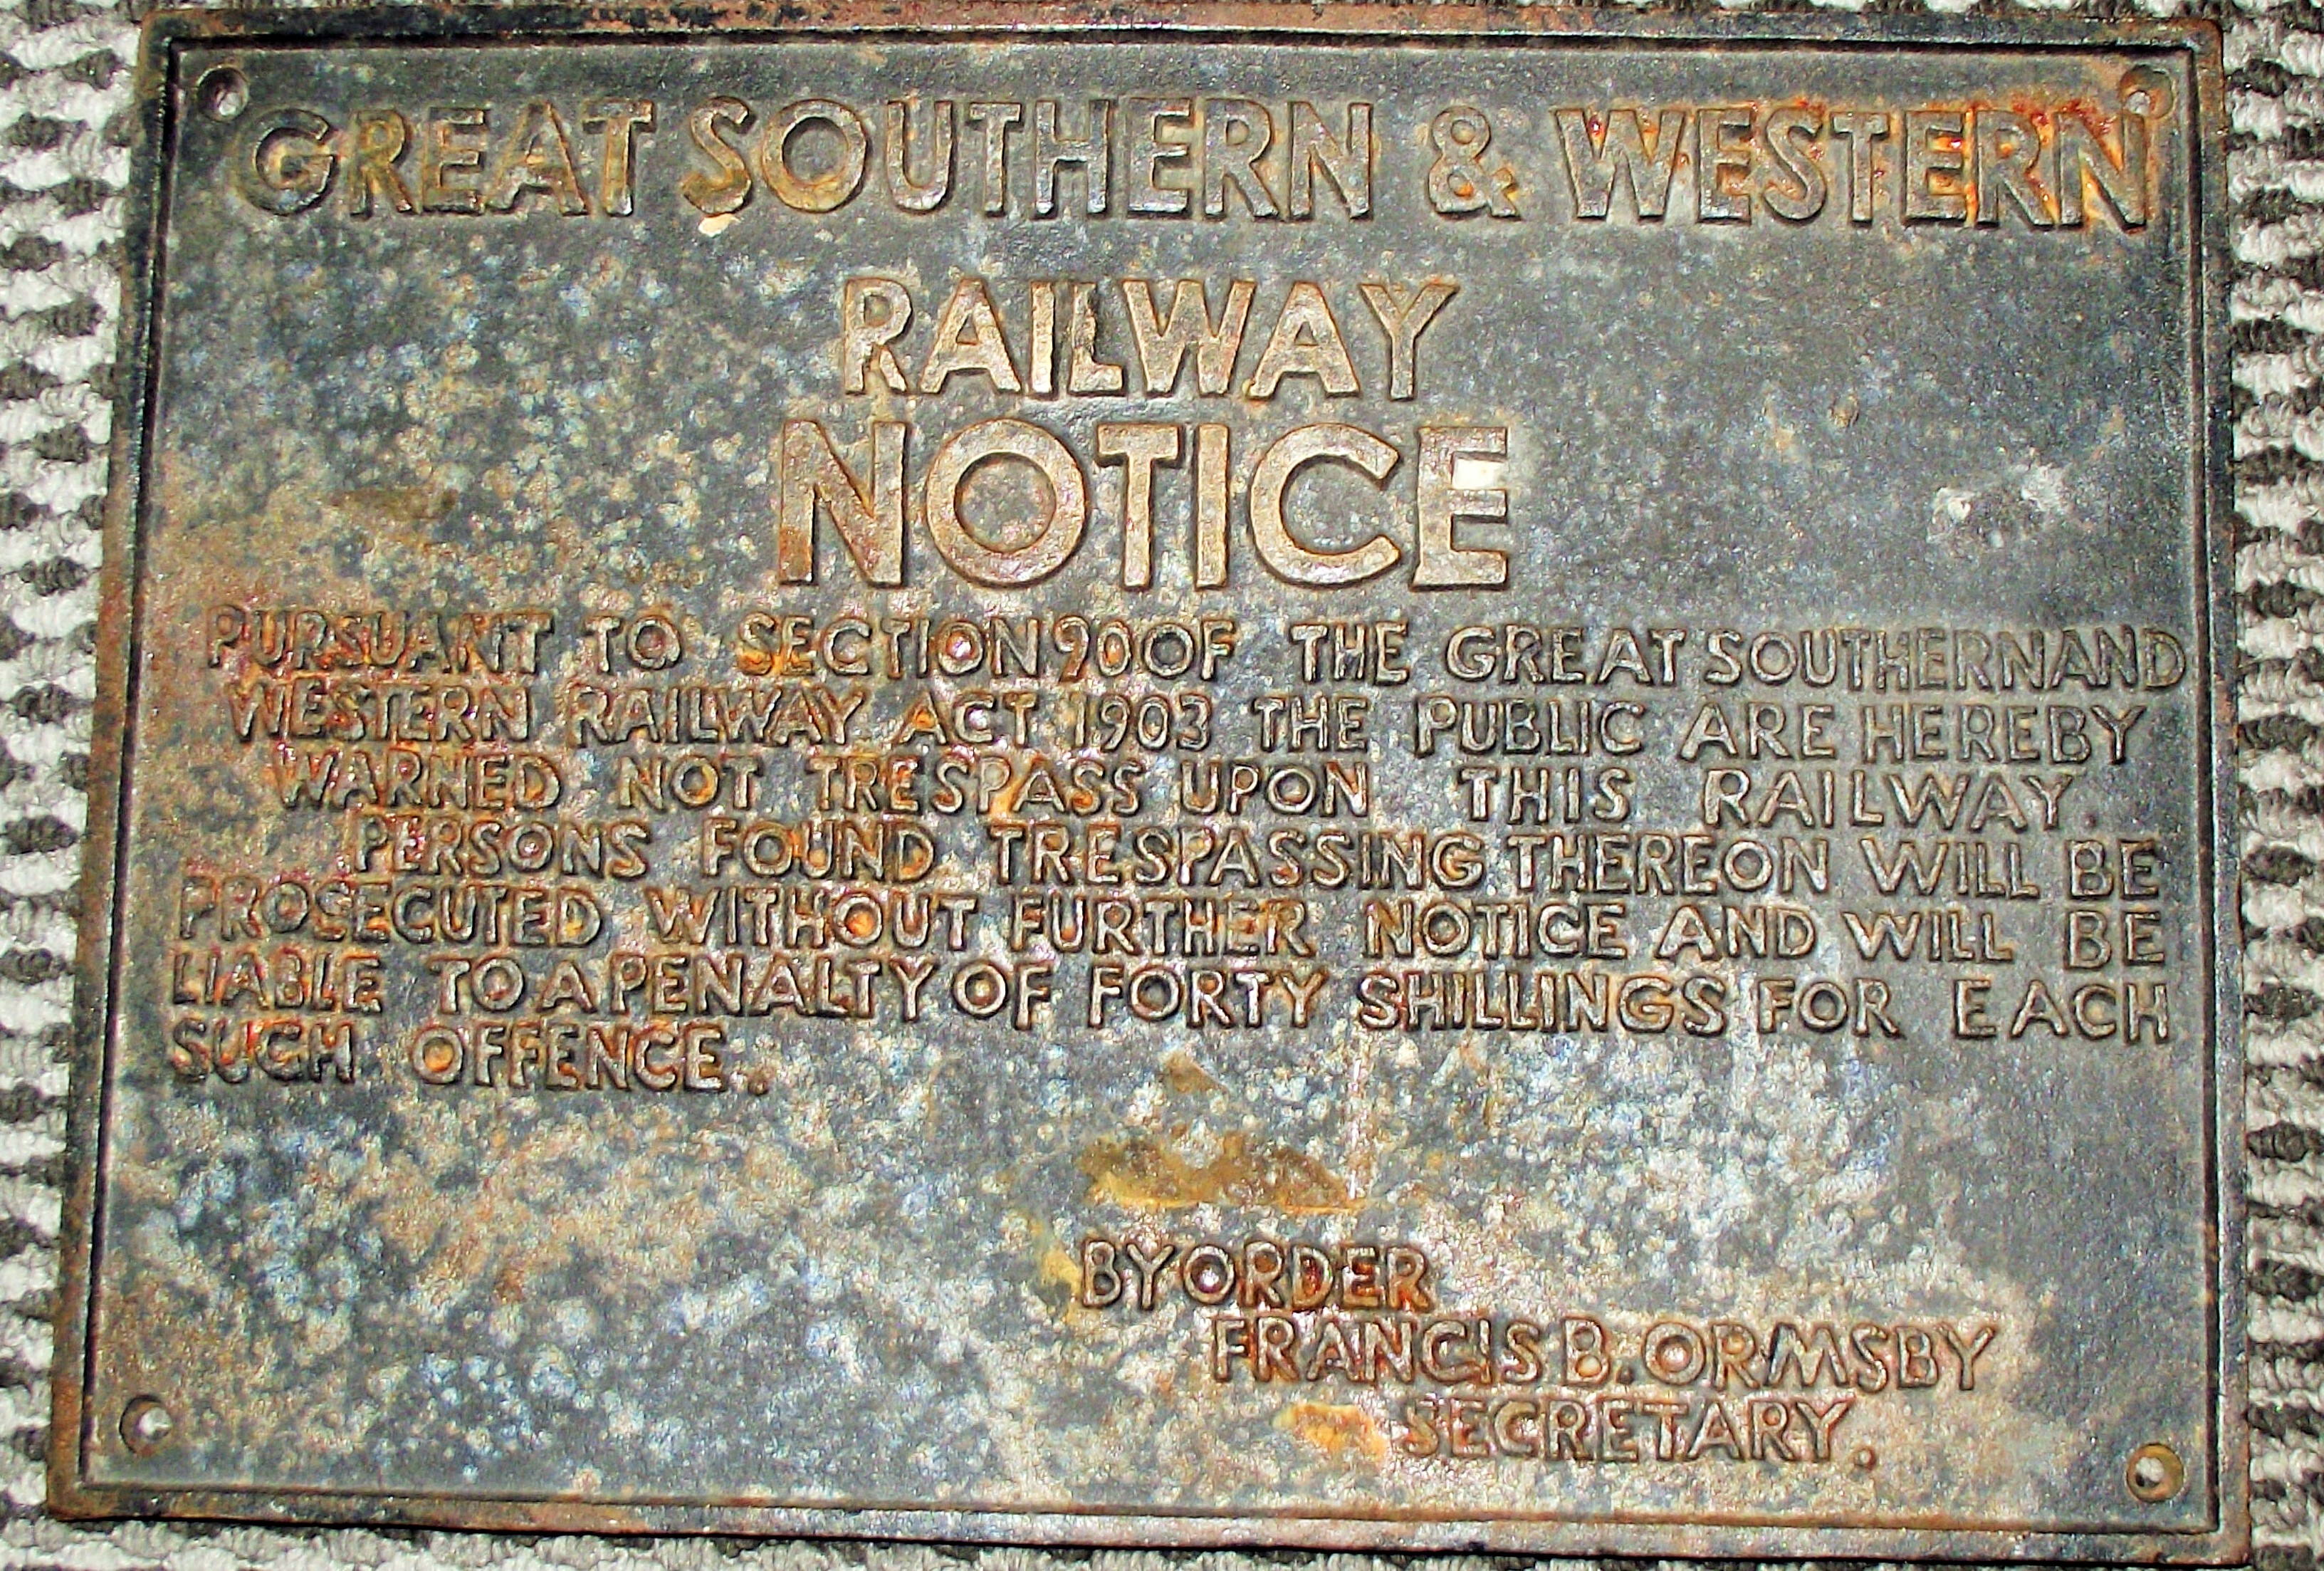 GREAT SOUTHERN & WESTERN
RAILWAY
NOTICE
PURSUANT TO SECTION 90 OF THE GREAT SOUTHERN AND
WESTERN RAILWAY ACT 1903 THE PUBLIC ARE HEREBY
WARNED NOT TRESPASS UPON THIS RAILWAY.
PERSONS FOUND TRESPASSING THEREON WILL BE
PROSECUTED WITHOUT FURTHER NOTICE AND WILL BE
LIABLE TO A PENALTY OF FORTY SHILLINGS FOR EACH
SUCH OFFENCE.
BY ORDER
FRANCIS B. ORMSBY
SECRETARY.